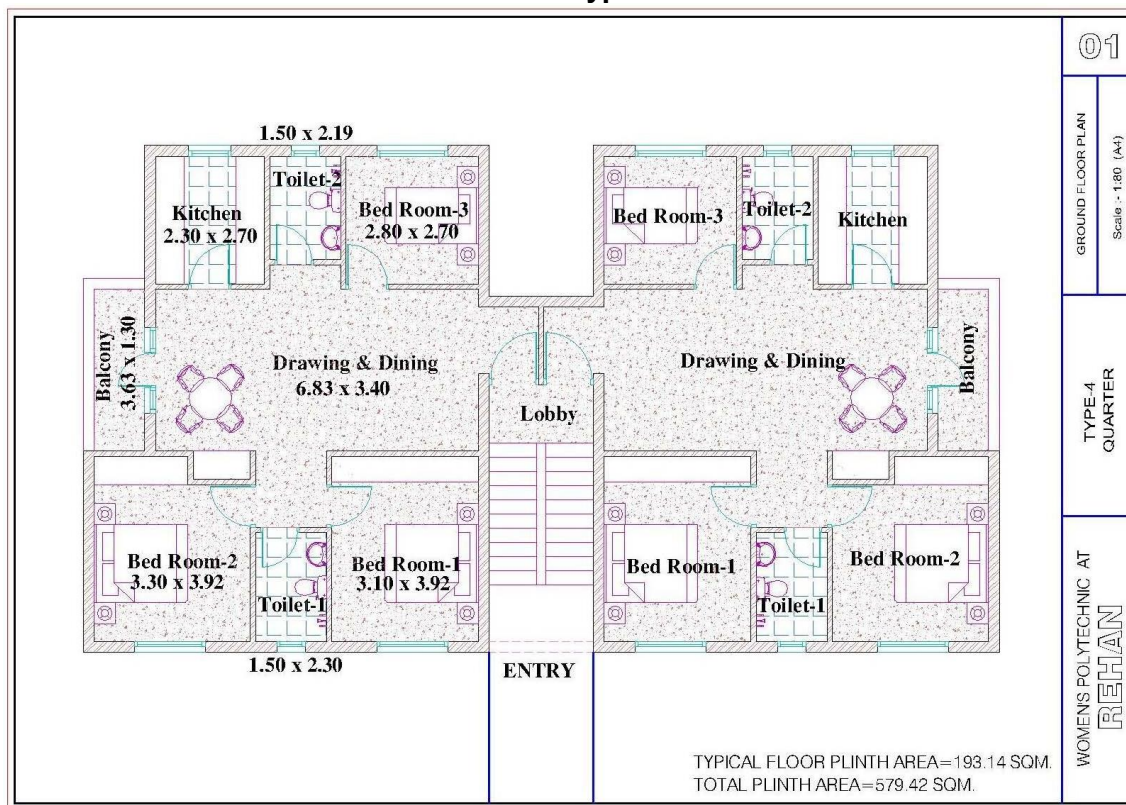 01
GROUND FLOOR PLAN
Scale :- 1:80 (A4)
TYPE-4
QUARTER
WOMEN'S POLYTECHNIC AT
REHAN
1.50 x 2.19
Toilet-2
Kitchen
2.30 x 2.70
Bed Room-3
2.80 x 2.70
Bed Room-3
Toilet-2
Kitchen
Balcony
3.63 x 1.30
Drawing & Dining
6.83 x 3.40
Lobby
Drawing & Dining
Balcony
Bed Room-2
3.30 x 3.92
Toilet-1
Bed Room-1
3.10 x 3.92
Bed Room-1
Toilet-1
Bed Room-2
1.50 x 2.30
ENTRY
TYPICAL FLOOR PLINTH AREA=193.14 SQM.
TOTAL PLINTH AREA=579.42 SQM.